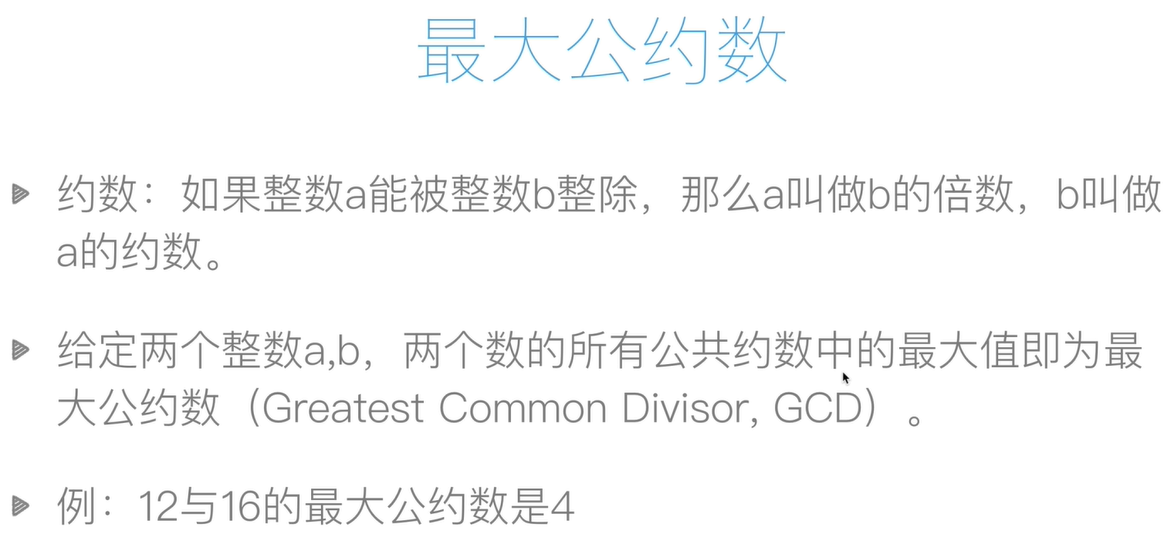 最大公约数
约数：如果整数a能被整数b整除，那么a叫做b的倍数，b叫做
a的约数。
给定两个整数a,b，两个数的所有公共约数中的最大值即为最
大公约数（Greatest Common Divisor, GCD）。
例：12与16的最大公约数是4